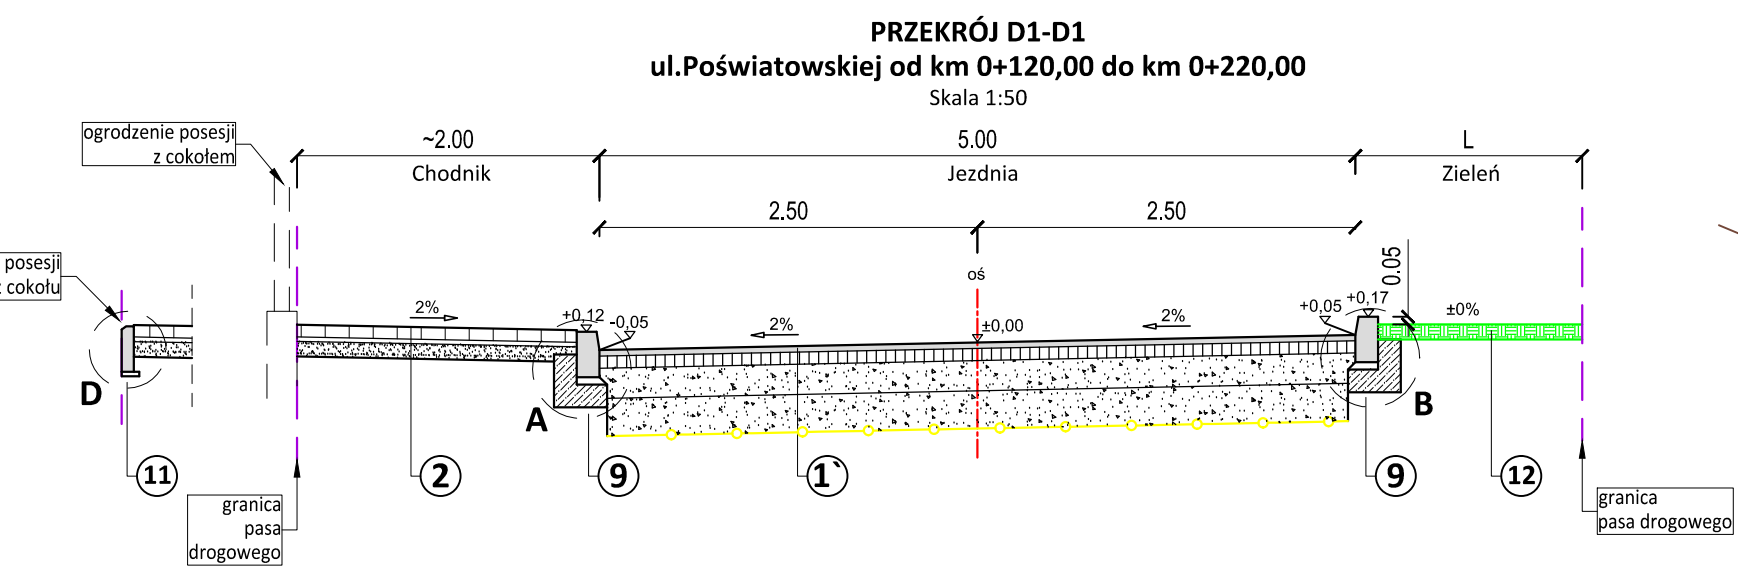 PRZEKRÓJ D1-D1
ul.Poświatowskiej od km 0+120,00 do km 0+220,00
Skala 1:50
ogrodzenie posesji
z cokołem
~2.00
5.00
L
Chodnik
Jezdnia
Zieleń
2.50
2.50
posesji
z cokołu
oś
0.05
2%
+0,12
-0,05
2%
±0,00
2%
+0,05
+0,17
±0%
D
A
B
11
2
9
1`
9
12
granica
pasa
drogowego
granica
pasa drogowego